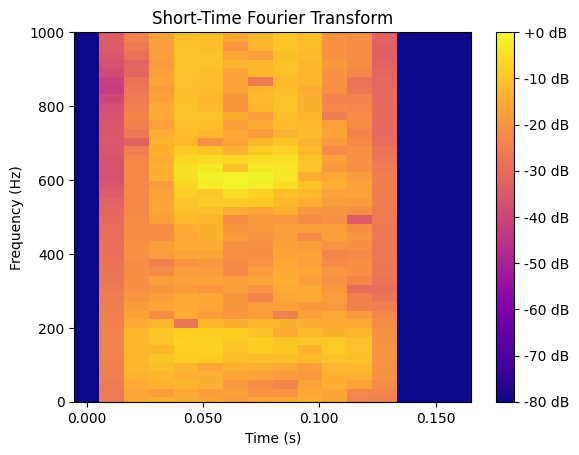 Short-Time Fourier Transform
1000
800
600
400
200
0
Frequency (Hz)
0.000
0.050
0.100
0.150
Time (s)
+0 dB
-10 dB
-20 dB
-30 dB
-40 dB
-50 dB
-60 dB
-70 dB
-80 dB